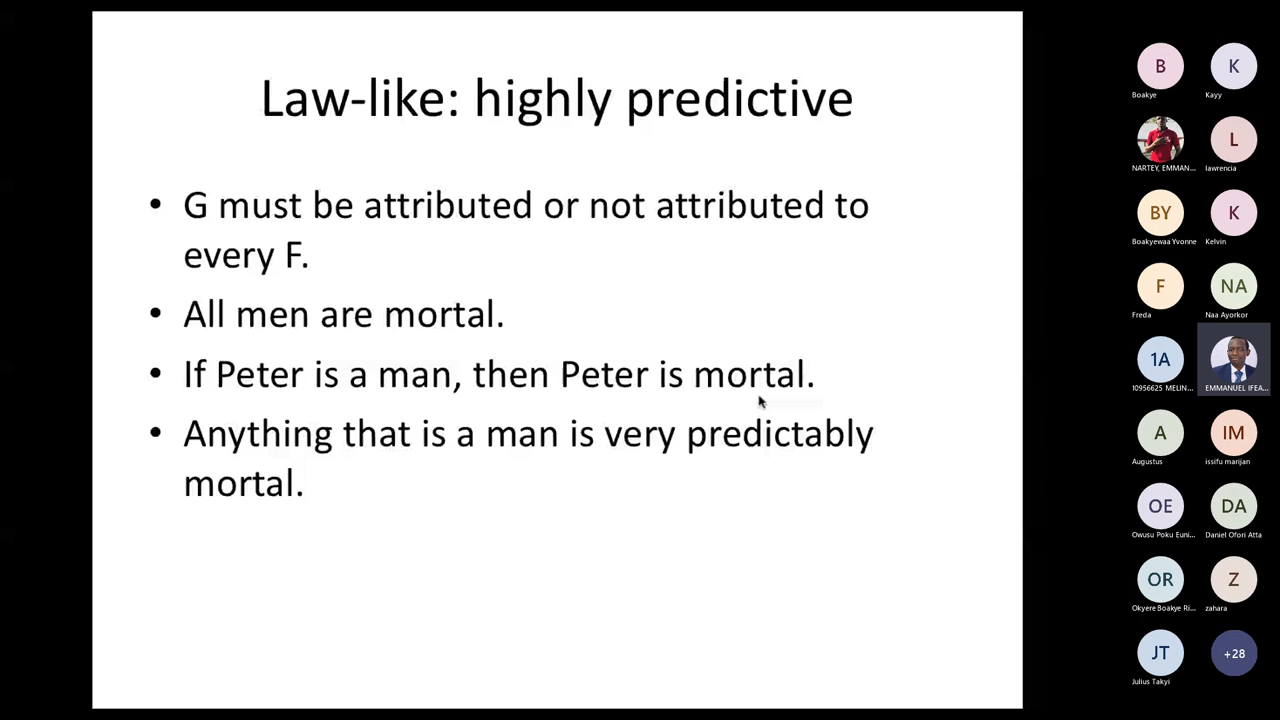 Law-like: highly predictive
• G must be attributed or not attributed to
every F.
• All men are mortal.
• If Peter is a man, then Peter is mortal.
• Anything that is a man is very predictably
mortal.
B
Boakye
K
Kayy
NARTEY, EMMAN...
L
lawrencia
BY
Boakyewaa Yvonne
K
Kelvin
F
Freda
NA
Naa Ayorkor
1A
10956625 MELIN...
EMMANUEL IFEA...
A
Augustus
IM
issifu marijan
OE
Owusu Poku Euni...
DA
Daniel Ofori Atta
OR
Okyere Boakye Ri...
Z
zahara
JT
Julius Takyi
+28